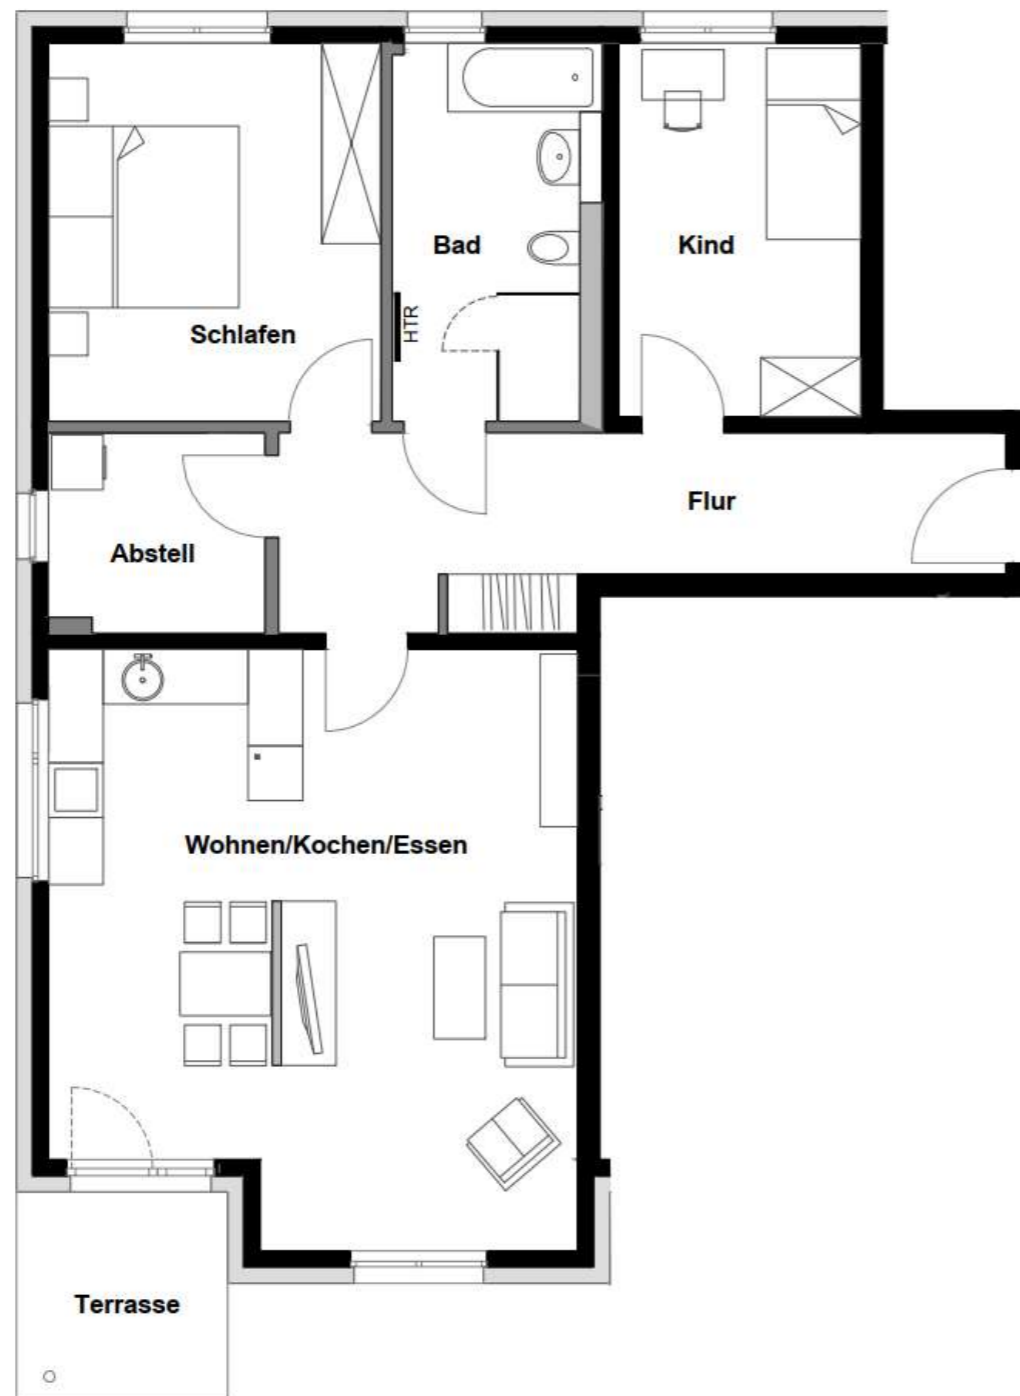 Bad
Kind
HTR
Schlafen
Flur
Abstell
Wohnen/Kochen/Essen
Terrasse